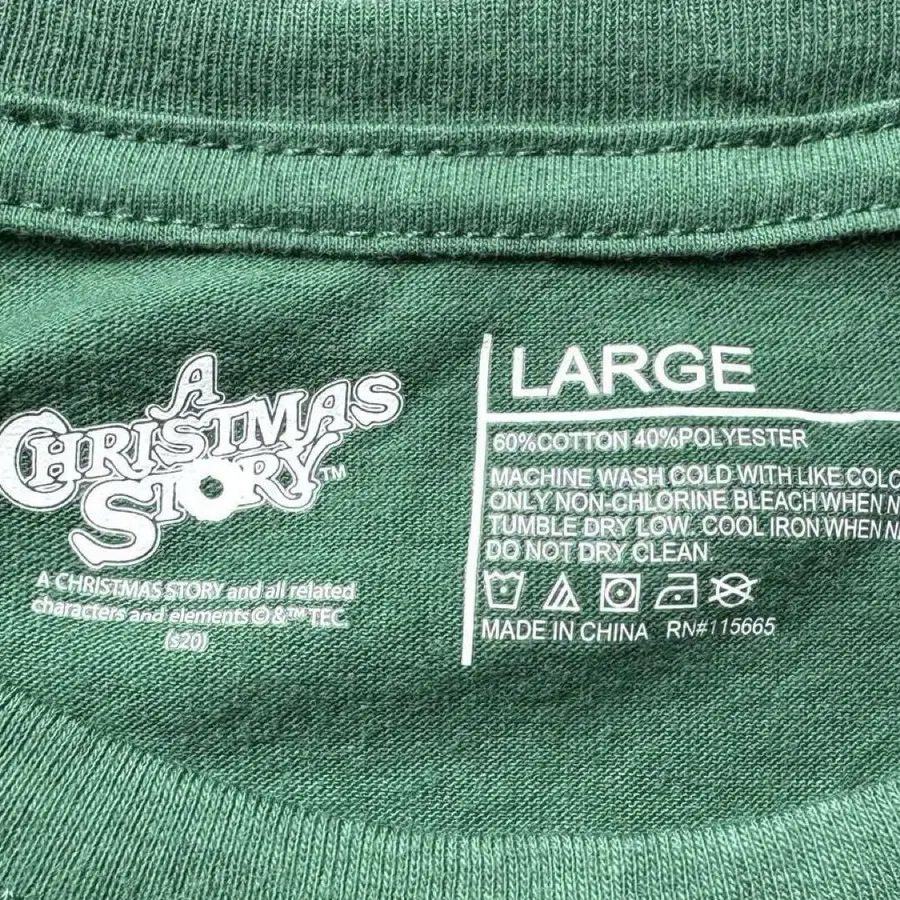 A
CHRISTMAS
STORY™
A CHRISTMAS STORY and all related
characters and elements © & ™ TEC.
(s20)
LARGE
60%COTTON 40%POLYESTER
MACHINE WASH COLD WITH LIKE COLO
ONLY NON-CHLORINE BLEACH WHEN N
TUMBLE DRY LOW. COOL IRON WHEN N
DO NOT DRY CLEAN.
MADE IN CHINA RN#115665